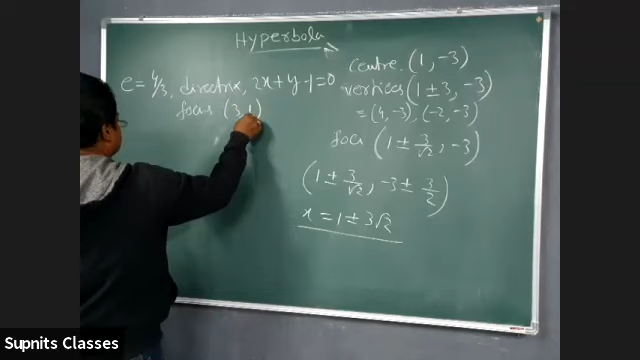 Hyperbola
e = 4/3, directrix, 2x + y - 1 = 0
focus (3, 1)
centre (1, -3)
vertices (1 ± 3, -3)
= (4, -3), (-2, -3)
foci (1 ± 3/√2, -3)
(1 ± 3/√2, -3 ± 3/2)
x = 1 ± 3√2
Supnits Classes